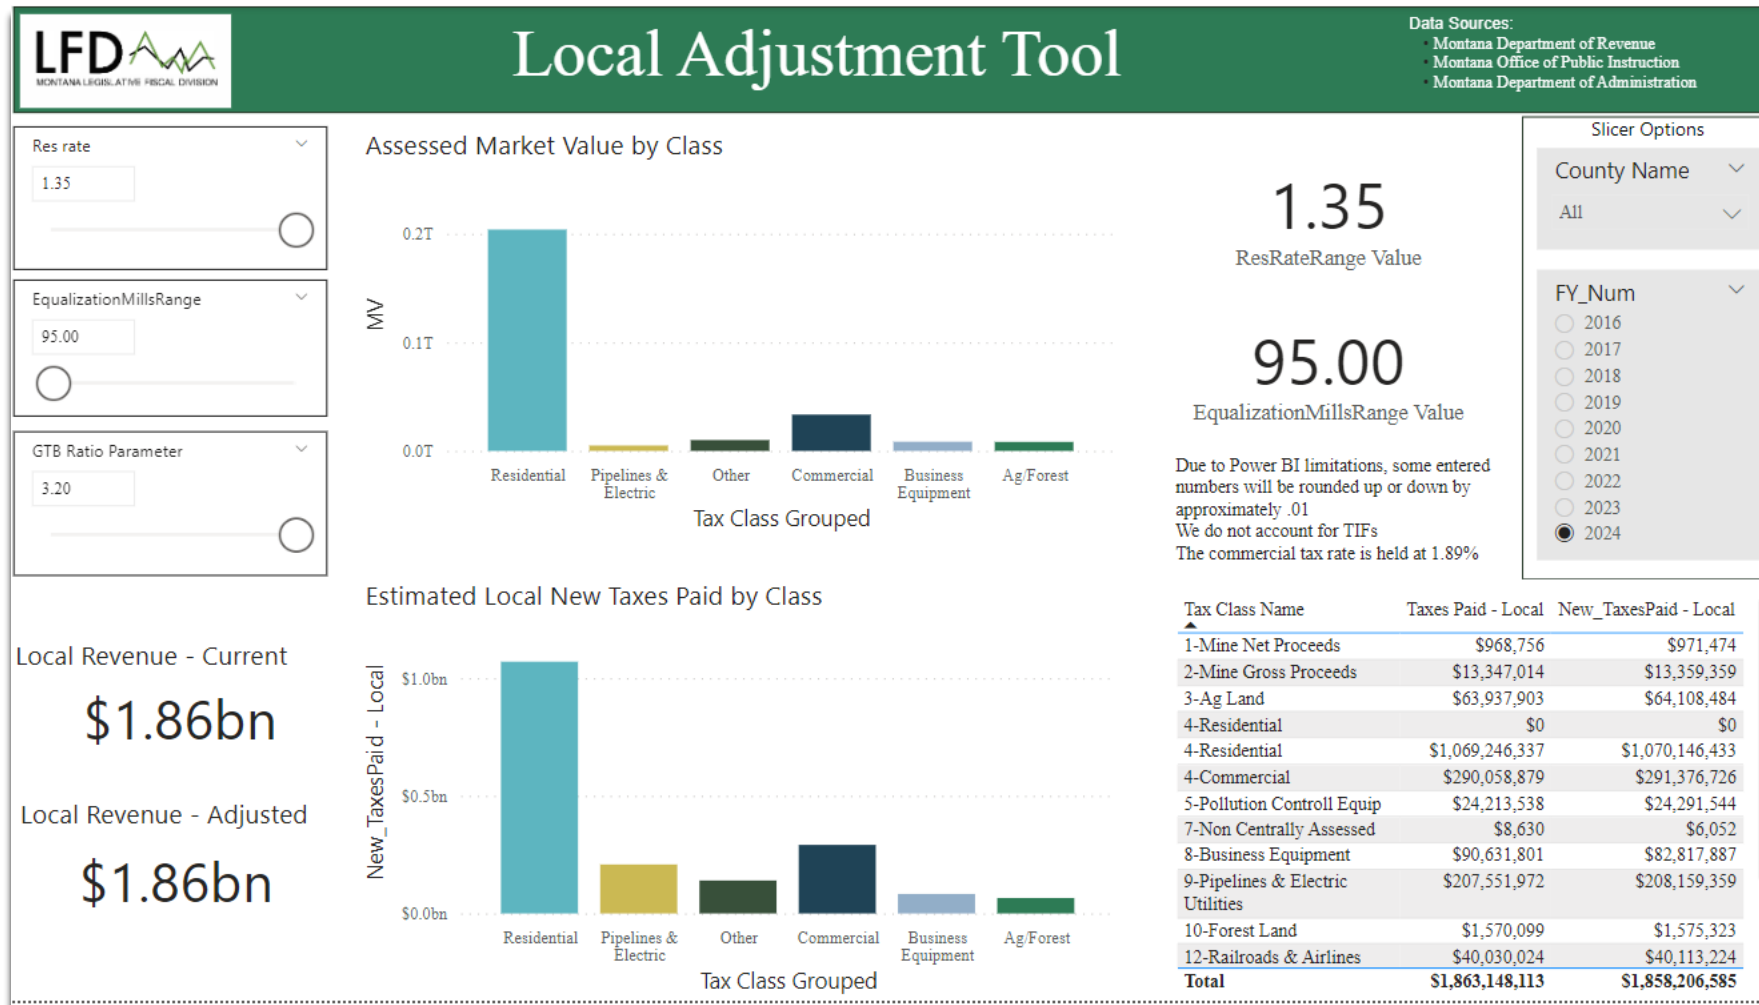 LFD
MONTANA LEGISLATIVE FISCAL DIVISION
Local Adjustment Tool
Data Sources:
· Montana Department of Revenue
· Montana Office of Public Instruction
· Montana Department of Administration
Res rate
1.35
EqualizationMillsRange
95.00
GTB Ratio Parameter
3.20
Local Revenue - Current
$1.86bn
Local Revenue - Adjusted
$1.86bn
Assessed Market Value by Class
MV
0.2T
0.1T
0.0T
Residential
Pipelines &
Electric
Other
Commercial
Business
Equipment
Ag/Forest
Tax Class Grouped
Estimated Local New Taxes Paid by Class
New_TaxesPaid - Local
$1.0bn
$0.5bn
$0.0bn
Residential
Pipelines &
Electric
Other
Commercial
Business
Equipment
Ag/Forest
Tax Class Grouped
1.35
ResRateRange Value
95.00
EqualizationMillsRange Value
Due to Power BI limitations, some entered
numbers will be rounded up or down by
approximately .01
We do not account for TIFs
The commercial tax rate is held at 1.89%
Slicer Options
County Name
All
FY_Num
2016
2017
2018
2019
2020
2021
2022
2023
2024
Tax Class Name Taxes Paid - Local New_TaxesPaid - Local
1-Mine Net Proceeds $968,756 $971,474
2-Mine Gross Proceeds $13,347,014 $13,359,359
3-Ag Land $63,937,903 $64,108,484
4-Residential $0 $0
4-Residential $1,069,246,337 $1,070,146,433
4-Commercial $290,058,879 $291,376,726
5-Pollution Controll Equip $24,213,538 $24,291,544
7-Non Centrally Assessed $8,630 $6,052
8-Business Equipment $90,631,801 $82,817,887
9-Pipelines & Electric $207,551,972 $208,159,359
Utilities
10-Forest Land $1,570,099 $1,575,323
12-Railroads & Airlines $40,030,024 $40,113,224
Total $1,863,148,113 $1,858,206,585